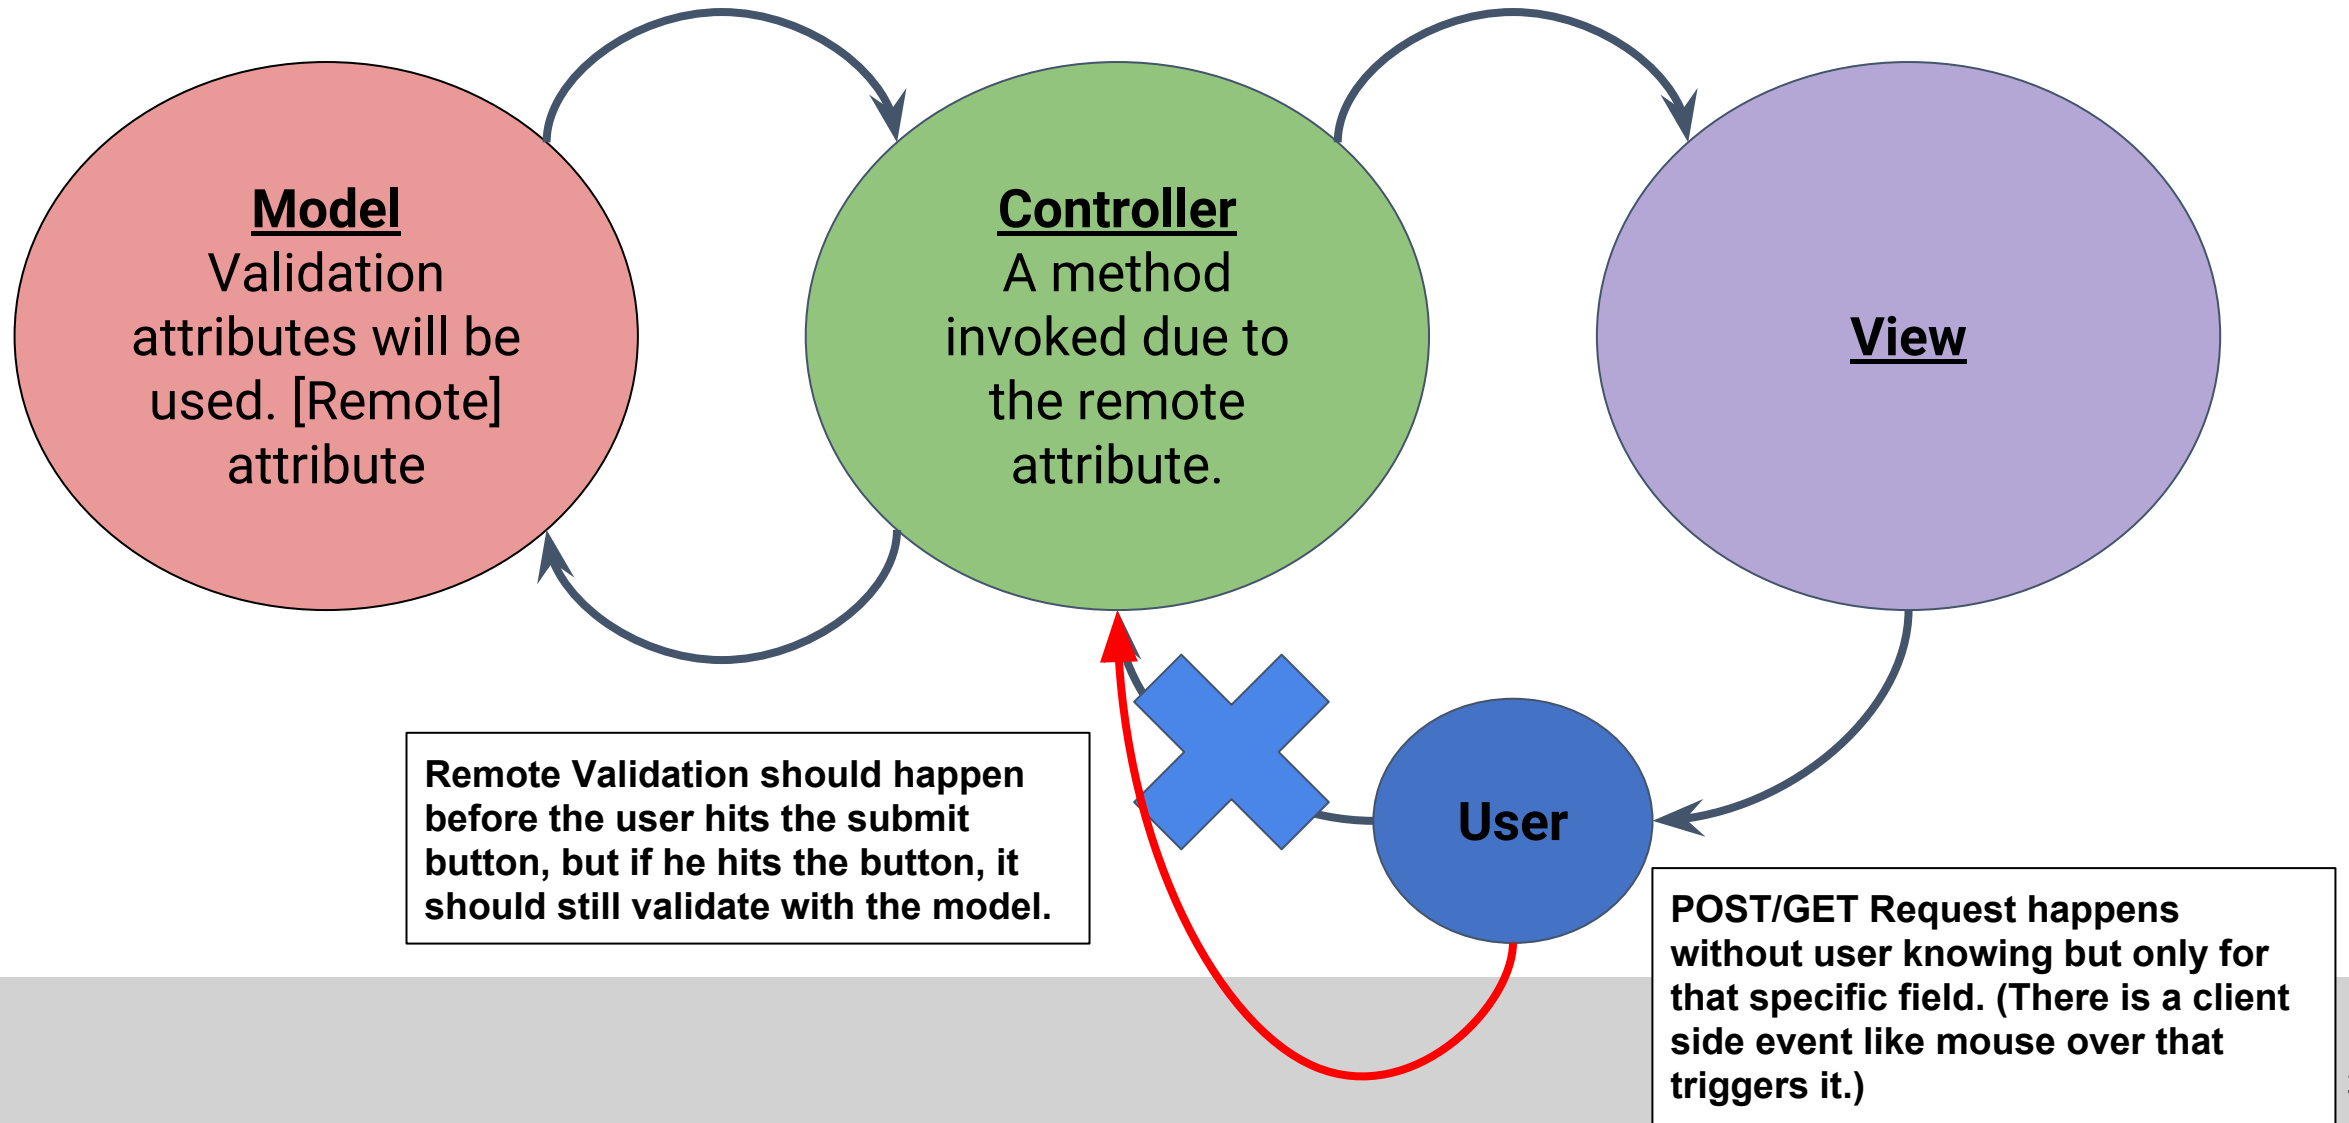 Model
Validation
attributes will be
used. [Remote]
attribute
Controller
A method
invoked due to
the remote
attribute.
View
User
Remote Validation should happen
before the user hits the submit
button, but if he hits the button, it
should still validate with the model.
POST/GET Request happens
without user knowing but only for
that specific field. (There is a client
side event like mouse over that
triggers it.)